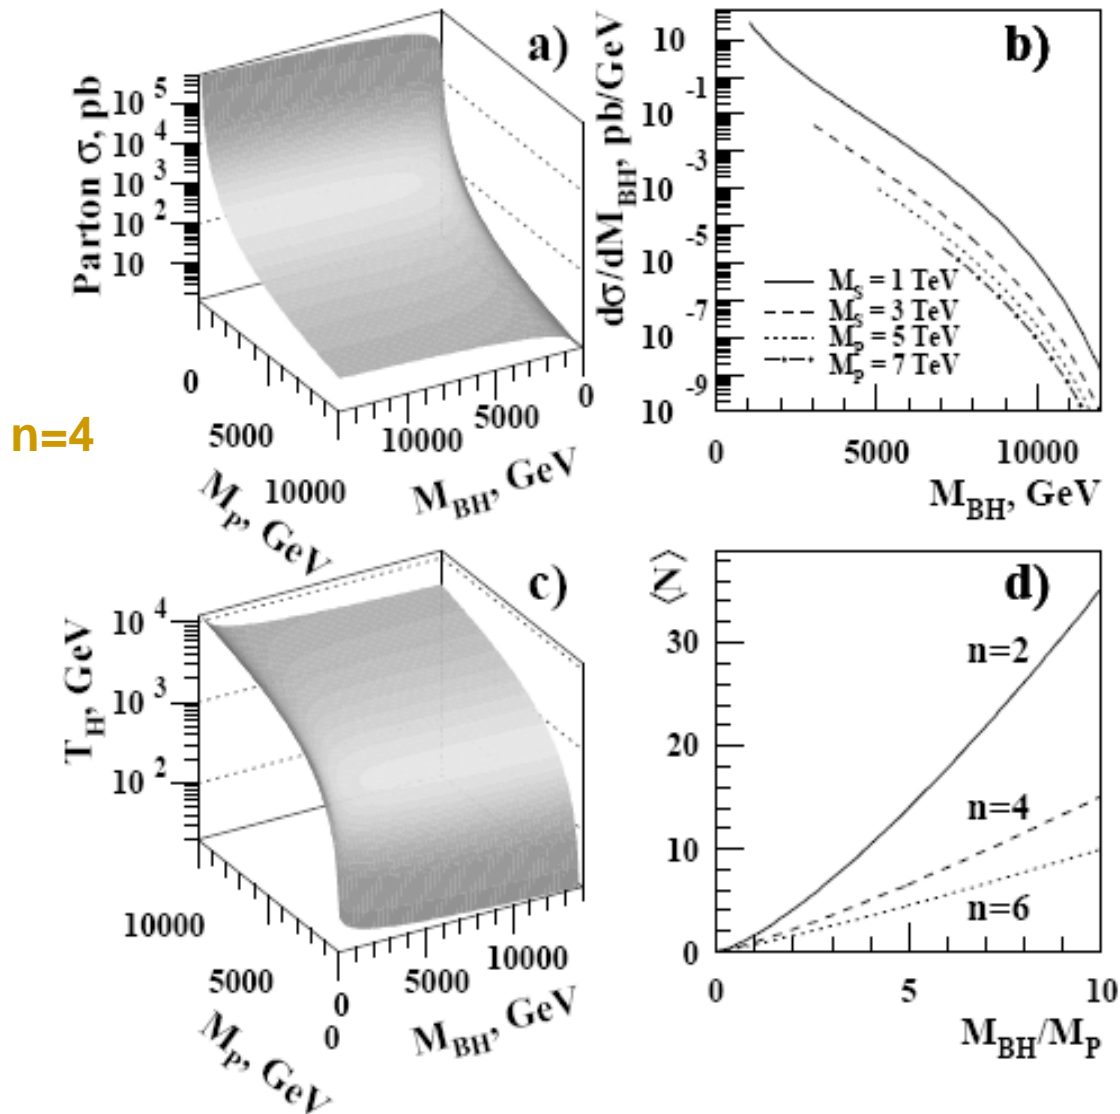 a)
Parton σ, pb
10 5
10 4
10 3
10 2
10
0
5000
10000
M_P, GeV
10000
5000
0
M_BH, GeV
n=4
b)
dσ/dM_BH, pb/GeV
10
-1
10
-3
10
-5
10
-7
10
-9
10
M_s = 1 TeV
M_s = 3 TeV
M_P = 5 TeV
M_P = 7 TeV
0
5000
10000
M_BH, GeV
c)
T_H, GeV
10 4
10 3
10 2
10000
5000
0
M_P, GeV
0
5000
10000
M_BH, GeV
d)
⟨N⟩
30
20
10
0
n=2
n=4
n=6
0
5
10
M_BH/M_P